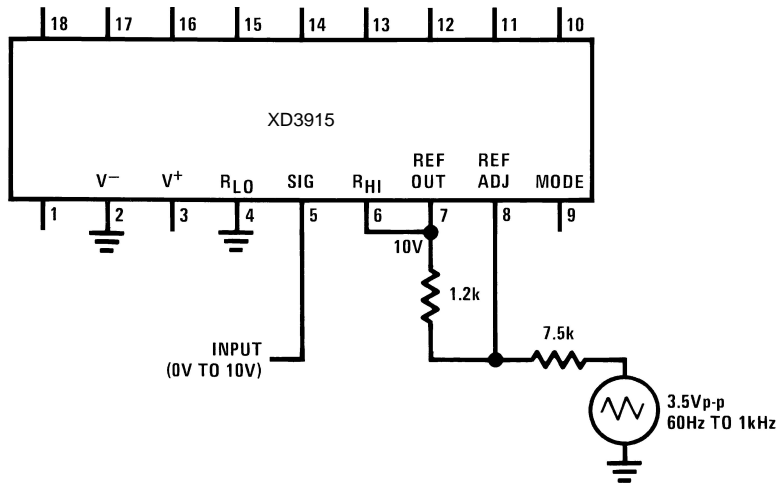 18 17 16 15 14 13 12 11 10
XD3915
REF REF
V− V+ RLO SIG RHI OUT ADJ MODE
1 2 3 4 5 6 7 8 9
10V
1.2k
7.5k
INPUT
(0V TO 10V)
3.5Vp-p
60Hz TO 1kHz